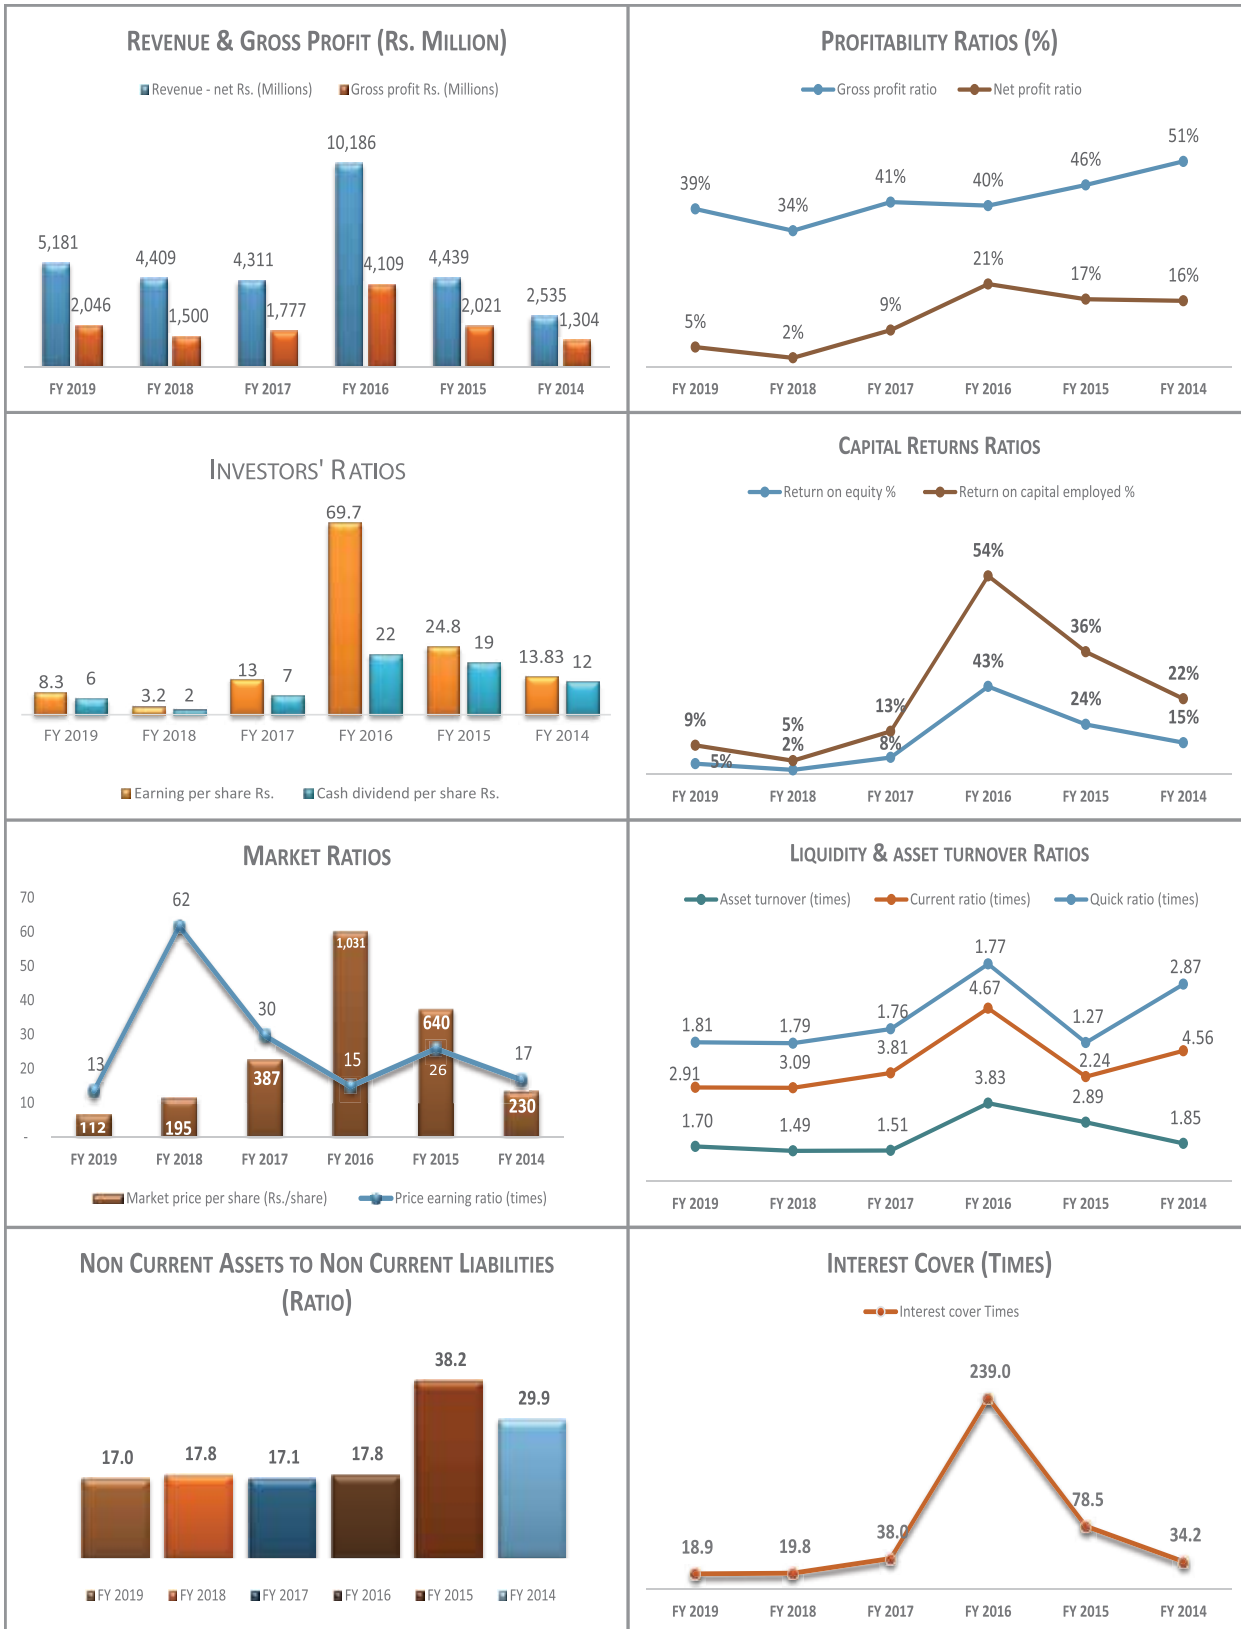 REVENUE & GROSS PROFIT (RS. MILLION)
Revenue - net Rs. (Millions) Gross profit Rs. (Millions)
10,186
5,181
4,409
4,311
4,109
4,439
2,046
1,500
1,777
2,021
2,535
1,304
FY 2019 FY 2018 FY 2017 FY 2016 FY 2015 FY 2014
PROFITABILITY RATIOS (%)
Gross profit ratio Net profit ratio
39% 34% 41% 40% 46% 51%
5% 2% 9% 21% 17% 16%
FY 2019 FY 2018 FY 2017 FY 2016 FY 2015 FY 2014
INVESTORS' RATIOS
69.7
8.3 6 3.2 2 13 7 22 24.8 19 13.83 12
FY 2019 FY 2018 FY 2017 FY 2016 FY 2015 FY 2014
Earning per share Rs. Cash dividend per share Rs.
CAPITAL RETURNS RATIOS
Return on equity % Return on capital employed %
9% 5% 13% 54% 36% 22%
5% 2% 8% 43% 24% 15%
FY 2019 FY 2018 FY 2017 FY 2016 FY 2015 FY 2014
MARKET RATIOS
70
60
50
40
30
20
10
-
13 62 30 15 26 17
112 195 387 1,031 640 230
FY 2019 FY 2018 FY 2017 FY 2016 FY 2015 FY 2014
Market price per share (Rs./share) Price earning ratio (times)
LIQUIDITY & ASSET TURNOVER RATIOS
Asset turnover (times) Current ratio (times) Quick ratio (times)
1.81 1.79 1.76 1.77 1.27 2.87
2.91 3.09 3.81 4.67 2.24 4.56
1.70 1.49 1.51 3.83 2.89 1.85
FY 2019 FY 2018 FY 2017 FY 2016 FY 2015 FY 2014
NON CURRENT ASSETS TO NON CURRENT LIABILITIES
(RATIO)
17.0 17.8 17.1 17.8 38.2 29.9
FY 2019 FY 2018 FY 2017 FY 2016 FY 2015 FY 2014
INTEREST COVER (TIMES)
Interest cover Times
18.9 19.8 38.0 239.0 78.5 34.2
FY 2019 FY 2018 FY 2017 FY 2016 FY 2015 FY 2014